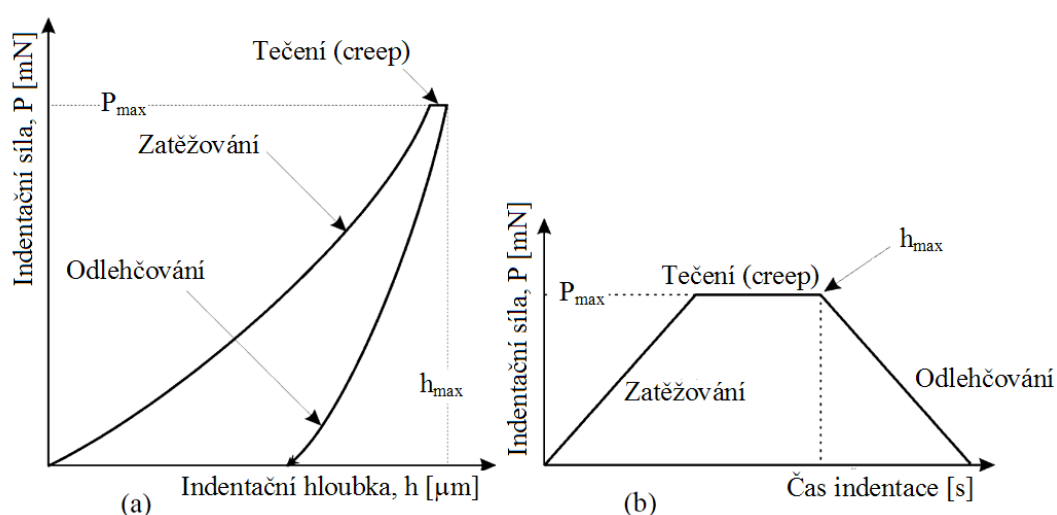 Indentační síla, P [mN]
Tečení (creep)
Pmax
Zatěžování
Odlehčování
hmax
Indentační hloubka, h [µm]
(a)
Indentační síla, P [mN]
hmax
Tečení (creep)
Pmax
Zatěžování
Odlehčování
Čas indentace [s]
(b)